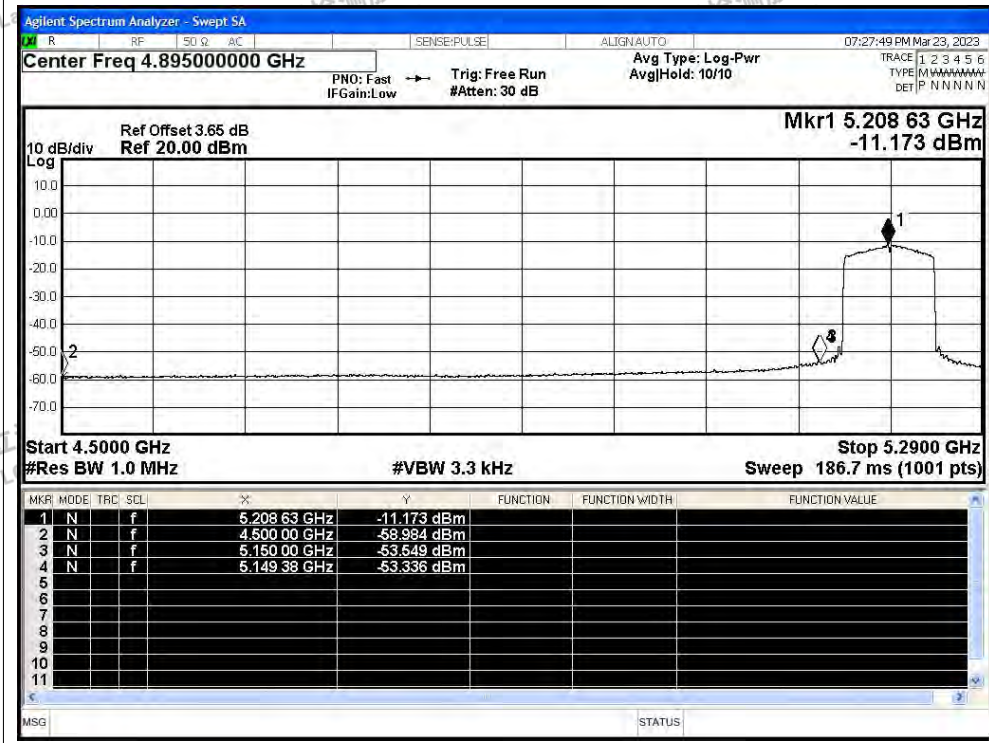 Agilent Spectrum Analyzer - Swept SA
R RF 50 Ω AC SENSE:PULSE ALIGNAUTO 07:27:49 PM Mar 23, 2023
Center Freq 4.895000000 GHz
PNO: Fast
IFGain:Low
Trig: Free Run
#Atten: 30 dB
Avg Type: Log-Pwr
Avg|Hold: 10/10
TRACE 1 2 3 4 5 6
TYPE MWWWWW
DET P N N N N N
Mkr1 5.208 63 GHz
-11.173 dBm
Ref Offset 3.65 dB
10 dB/div Ref 20.00 dBm
Log
10.0
0.00
-10.0
-20.0
-30.0
-40.0
-50.0
-60.0
-70.0
1
2
Start 4.5000 GHz Stop 5.2900 GHz
#Res BW 1.0 MHz #VBW 3.3 kHz Sweep 186.7 ms (1001 pts)
MKR MODE TRC SCL X Y FUNCTION FUNCTION WIDTH FUNCTION VALUE
1 N f 5.208 63 GHz -11.173 dBm
2 N f 4.500 00 GHz -58.984 dBm
3 N f 5.150 00 GHz -53.549 dBm
4 N f 5.149 38 GHz -53.336 dBm
5
6
7
8
9
10
11
MSG STATUS